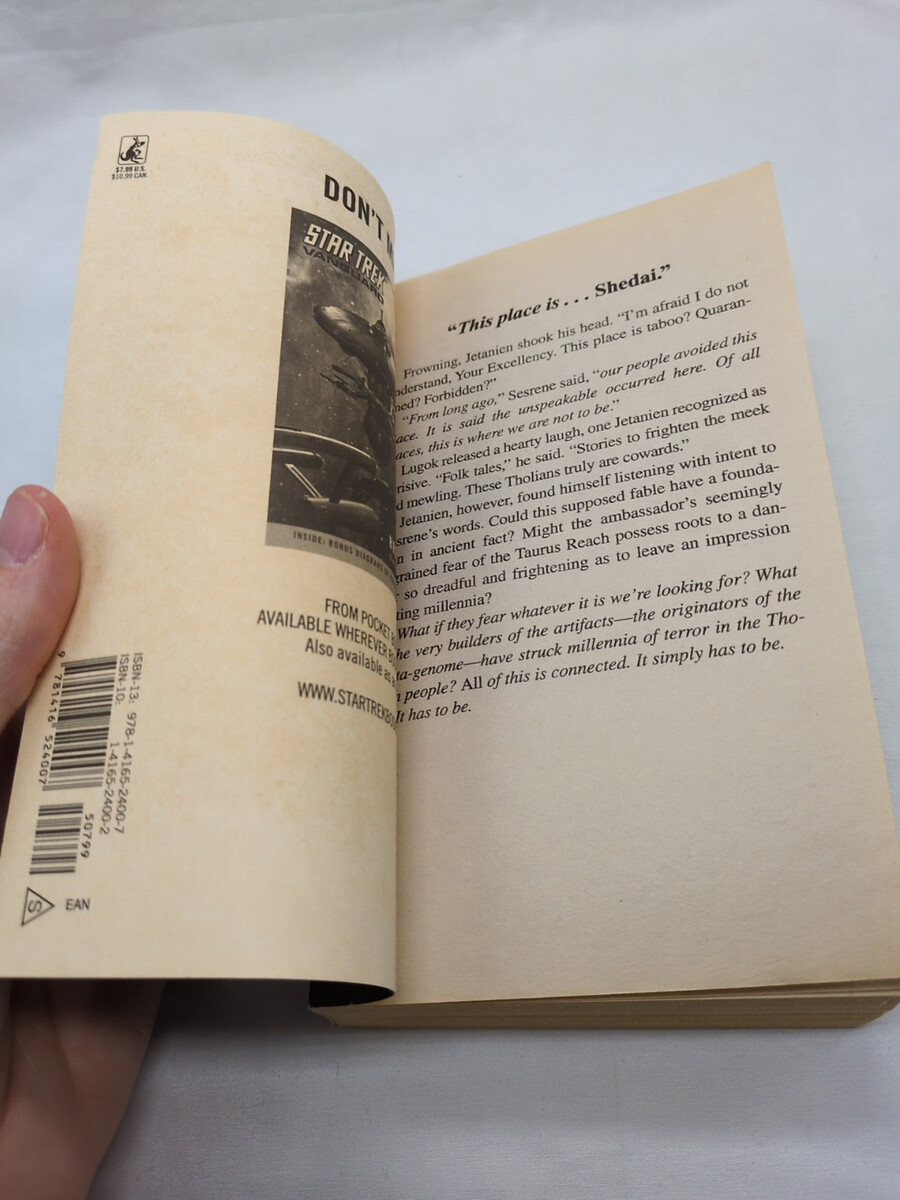 $7.99 U.S.
$10.99 CAN.
DON'T
STAR TREK
VANGUARD
INSIDE: BONUS DIAGRAMS
FROM POCKET
AVAILABLE WHEREVER
Also available as
WWW.STARTREKBO
ISBN-13: 978-1-4165-2400-7
ISBN-10: 1-4165-2400-2
9 781416 524007
50799
S EAN
“This place is . . . Shedai.”
Frowning, Jetanien shook his head. “I’m afraid I do not
nderstand, Your Excellency. This place is taboo? Quaran-
ned? Forbidden?”
“From long ago,” Sesrene said, “our people avoided this
ace. It is said the unspeakable occurred here. Of all
aces, this is where we are not to be.”
Lugok released a hearty laugh, one Jetanien recognized as
risive. “Folk tales,” he said. “Stories to frighten the meek
d mewling. These Tholians truly are cowards.”
Jetanien, however, found himself listening with intent to
srene’s words. Could this supposed fable have a founda-
n in ancient fact? Might the ambassador’s seemingly
grained fear of the Taurus Reach possess roots to a dan-
so dreadful and frightening as to leave an impression
ting millennia?
What if they fear whatever it is we’re looking for? What
he very builders of the artifacts—the originators of the
ta-genome—have struck millennia of terror in the Tho-
n people? All of this is connected. It simply has to be.
It has to be.